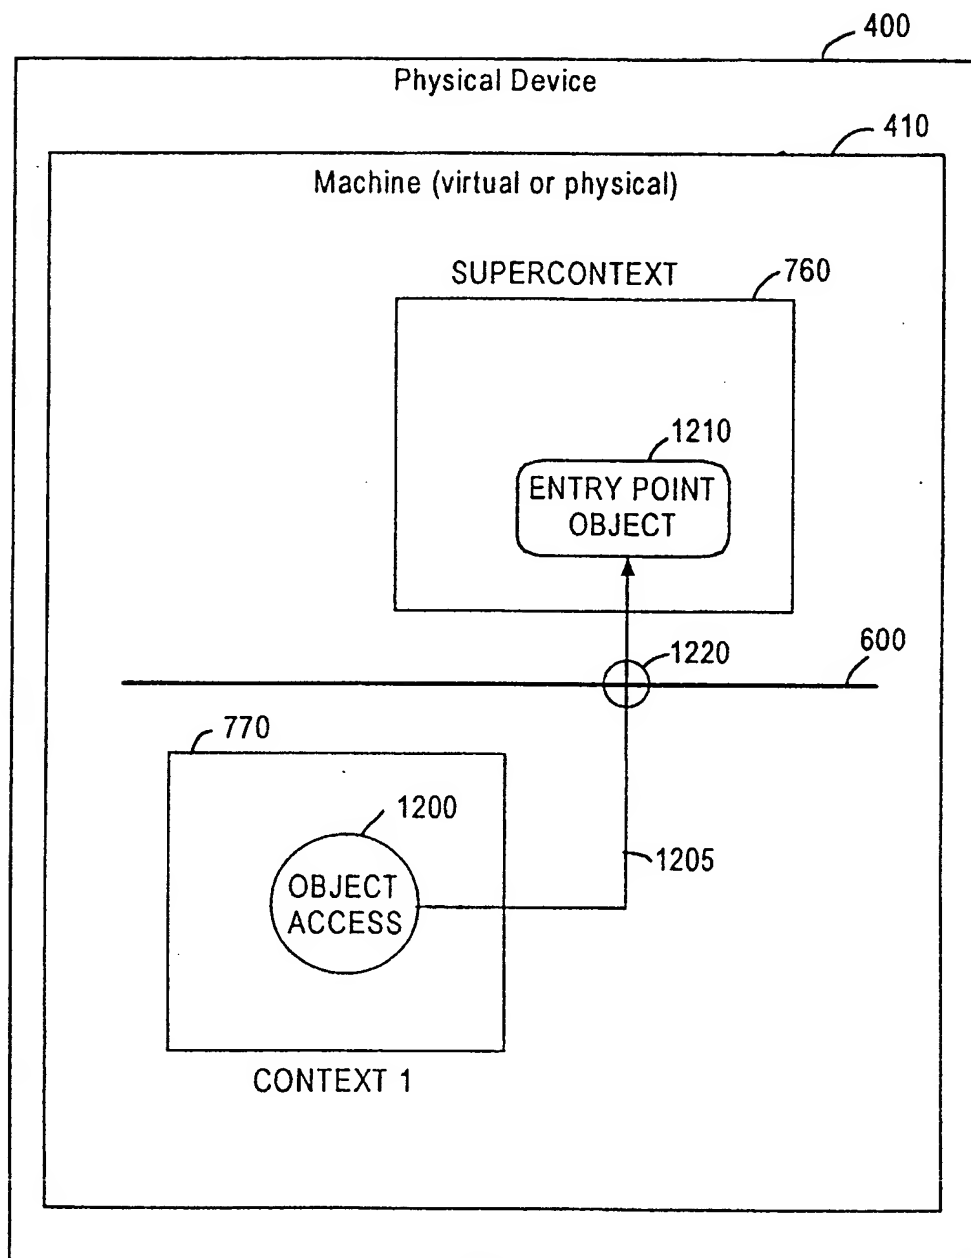 400
Physical Device
410
Machine (virtual or physical)
SUPERCONTEXT
760
1210
ENTRY POINT
OBJECT
1220
600
770
1200
OBJECT
ACCESS
1205
CONTEXT 1